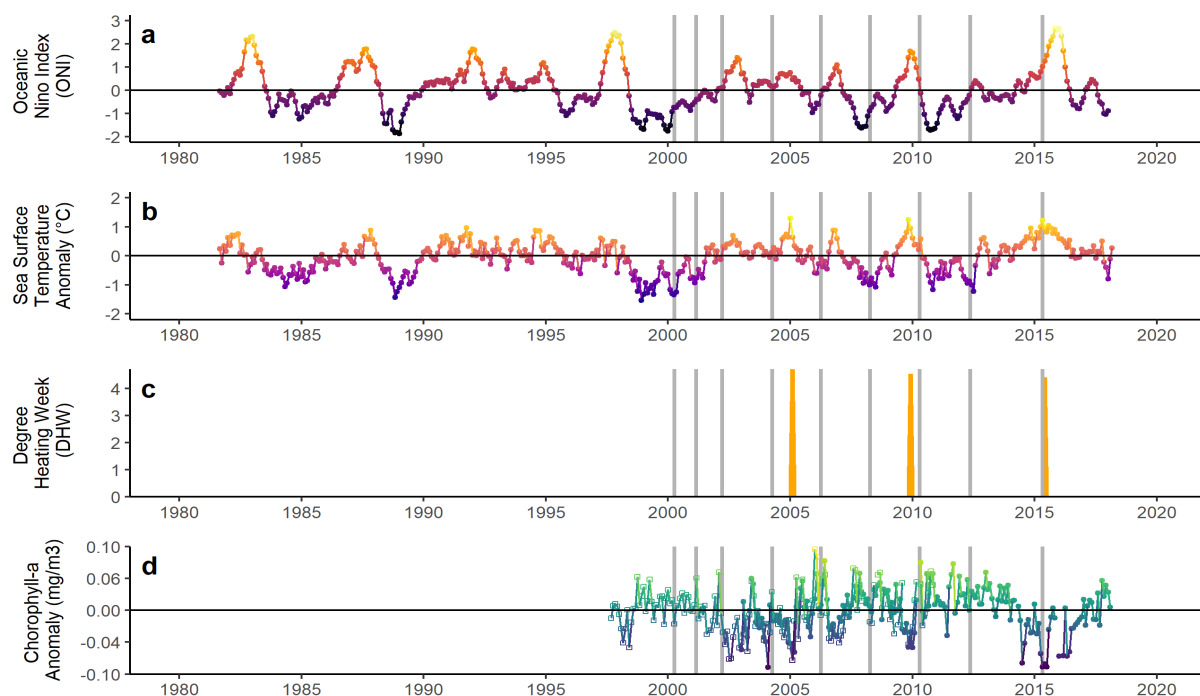 a
Oceanic
Nino Index
(ONI)
3
2
1
0
-1
-2
1980 1985 1990 1995 2000 2005 2010 2015 2020
b
Sea Surface
Temperature
Anomaly (°C)
2
1
0
-1
-2
1980 1985 1990 1995 2000 2005 2010 2015 2020
c
Degree
Heating Week
(DHW)
4
3
2
1
0
1980 1985 1990 1995 2000 2005 2010 2015 2020
d
Chorophyll-a
Anomaly (mg/m3)
0.10
0.06
0.00
-0.04
-0.10
1980 1985 1990 1995 2000 2005 2010 2015 2020